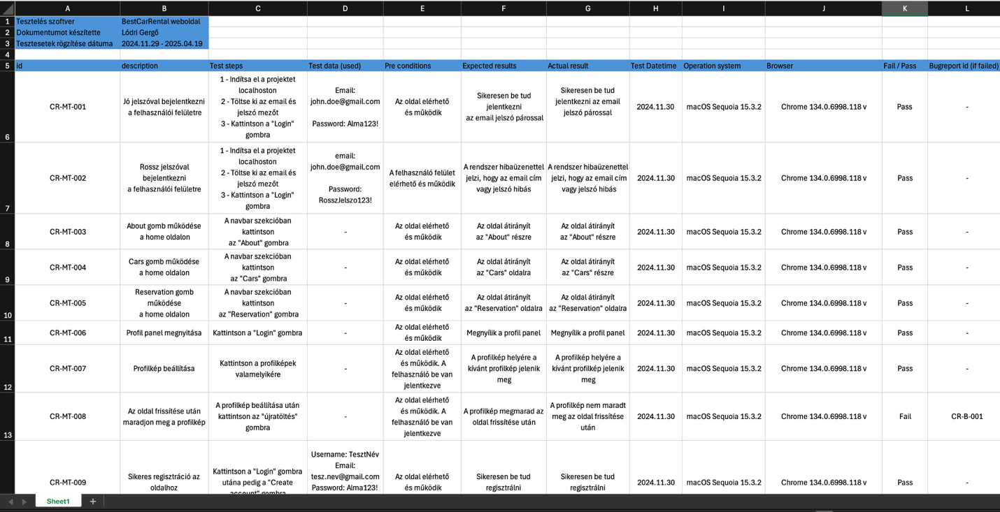 A B C D E F G H I J K L
1 Tesztelés szoftver BestCarRental weboldal
2 Dokumentumot készítette Lódri Gergő
3 Tesztesetek rögzítése dátuma 2024.11.29 - 2025.04.19
4
5 id description Test steps Test data (used) Pre conditions Expected results Actual result Test Datetime Operation system Browser Fail / Pass Bugreport id (if failed)
6
CR-MT-001
Jó jelszóval bejelentkezni
a felhasználói felületre
1 - Indítsa el a projektet
localhoston
2 - Töltse ki az email és
jelszó mezőt
3 - Kattintson a "Login"
gombra
Email:
john.doe@gmail.com
Password: Alma123!
Az oldal elérhető
és működik
Sikeresen be tud
jelentkezni
az email jelszó párossal
Sikeresen be tud
jelentkezni az email
jelszó párossal
2024.11.30
macOS Sequoia 15.3.2
Chrome 134.0.6998.118 v
Pass
-
7
CR-MT-002
Rossz jelszóval
bejelentkezni
a felhasználói felületre
1 - Indítsa el a projektet
localhoston
2 - Töltse ki az email és
jelszó mezőt
3 - Kattintson a "Login"
gombra
email:
john.doe@gmail.com
Password:
RosszJelszo123!
A felhasználó felület
elérhető és működik
A rendszer hibaüzenettel
jelzi, hogy az email cím
vagy jelszó hibás
A rendszer hibaüzenettel
jelzi, hogy az email cím
vagy jelszó hibás
2024.11.30
macOS Sequoia 15.3.2
Chrome 134.0.6998.118 v
Pass
-
8
CR-MT-003
About gomb működése
a home oldalon
A navbar szekcióban
kattintson
az "About" gombra
-
Az oldal elérhető
és működik
Az oldal átirányít
az "About" részre
Az oldal átirányít
az "About" részre
2024.11.30
macOS Sequoia 15.3.2
Chrome 134.0.6998.118 v
Pass
-
9
CR-MT-004
Cars gomb működése
a home oldalon
A navbar szekcióban
kattintson
az "Cars" gombra
-
Az oldal elérhető
és működik
Az oldal átirányít
az "Cars" oldalra
Az oldal átirányít
az "Cars" részre
2024.11.30
macOS Sequoia 15.3.2
Chrome 134.0.6998.118 v
Pass
-
10
CR-MT-005
Reservation gomb
működése
a home oldalon
A navbar szekcióban
kattintson
az "Reservation" gombra
-
Az oldal elérhető
és működik
Az oldal átirányít
az "Reservation" oldalra
Az oldal átirányít
az "Reservation" oldalra
2024.11.30
macOS Sequoia 15.3.2
Chrome 134.0.6998.118 v
Pass
-
11
CR-MT-006
Profil panel megnyitása
Kattintson a "Login" gombra
-
Az oldal elérhető
és működik
Megnyílik a profil panel
Megnyílik a profil panel
2024.11.30
macOS Sequoia 15.3.2
Chrome 134.0.6998.118 v
Pass
-
12
CR-MT-007
Profilkép beállítása
Kattintson a profilképek
valamelyikére
-
Az oldal elérhető
és működik. A
felhasználó be van
jelentkezve
A profilkép helyére a
kívánt profilkép jelenik
meg
A profilkép helyére a
kívánt profilkép jelenik
meg
2024.11.30
macOS Sequoia 15.3.2
Chrome 134.0.6998.118 v
Pass
-
13
CR-MT-008
Az oldal frissítése után
maradjon meg a profilkép
A profilkép beállítása után
kattintson az "újratöltés"
gombra
-
Az oldal elérhető
és működik. A
felhasználó be van
jelentkezve
A profilkép megmarad az
oldal frissítése után
A profilkép nem maradt
meg az oldal frissítése
után
2024.11.30
macOS Sequoia 15.3.2
Chrome 134.0.6998.118 v
Fail
CR-B-001
CR-MT-009
Sikeres regisztráció az
oldalhoz
Kattintson a "Login" gombra
utána pedig a "Create
account" gombra
Username: TesztNév
Email:
tesz.nev@gmail.com
Password: Alma123!
Az oldal elérhető
és működik
Sikeresen be tud
regisztrálni
Sikeresen be tud
regisztrálni
2024.11.30
macOS Sequoia 15.3.2
Chrome 134.0.6998.118 v
Pass
-
Sheet1